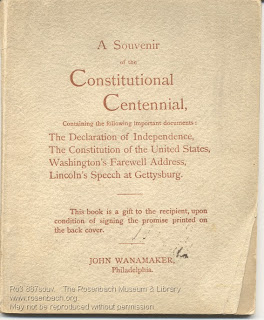 A Souvenir
of the
Constitutional
Centennial,
Containing the following important documents:
The Declaration of Independence,
The Constitution of the United States,
Washington's Farewell Address,
Lincoln's Speech at Gettysburg.
This book is a gift to the recipient, upon
condition of signing the promise printed on
the back cover.
JOHN WANAMAKER,
Philadelphia.
The Rosenbach Museum & Library
www.rosenbach.org
May not be reproduced without permission.